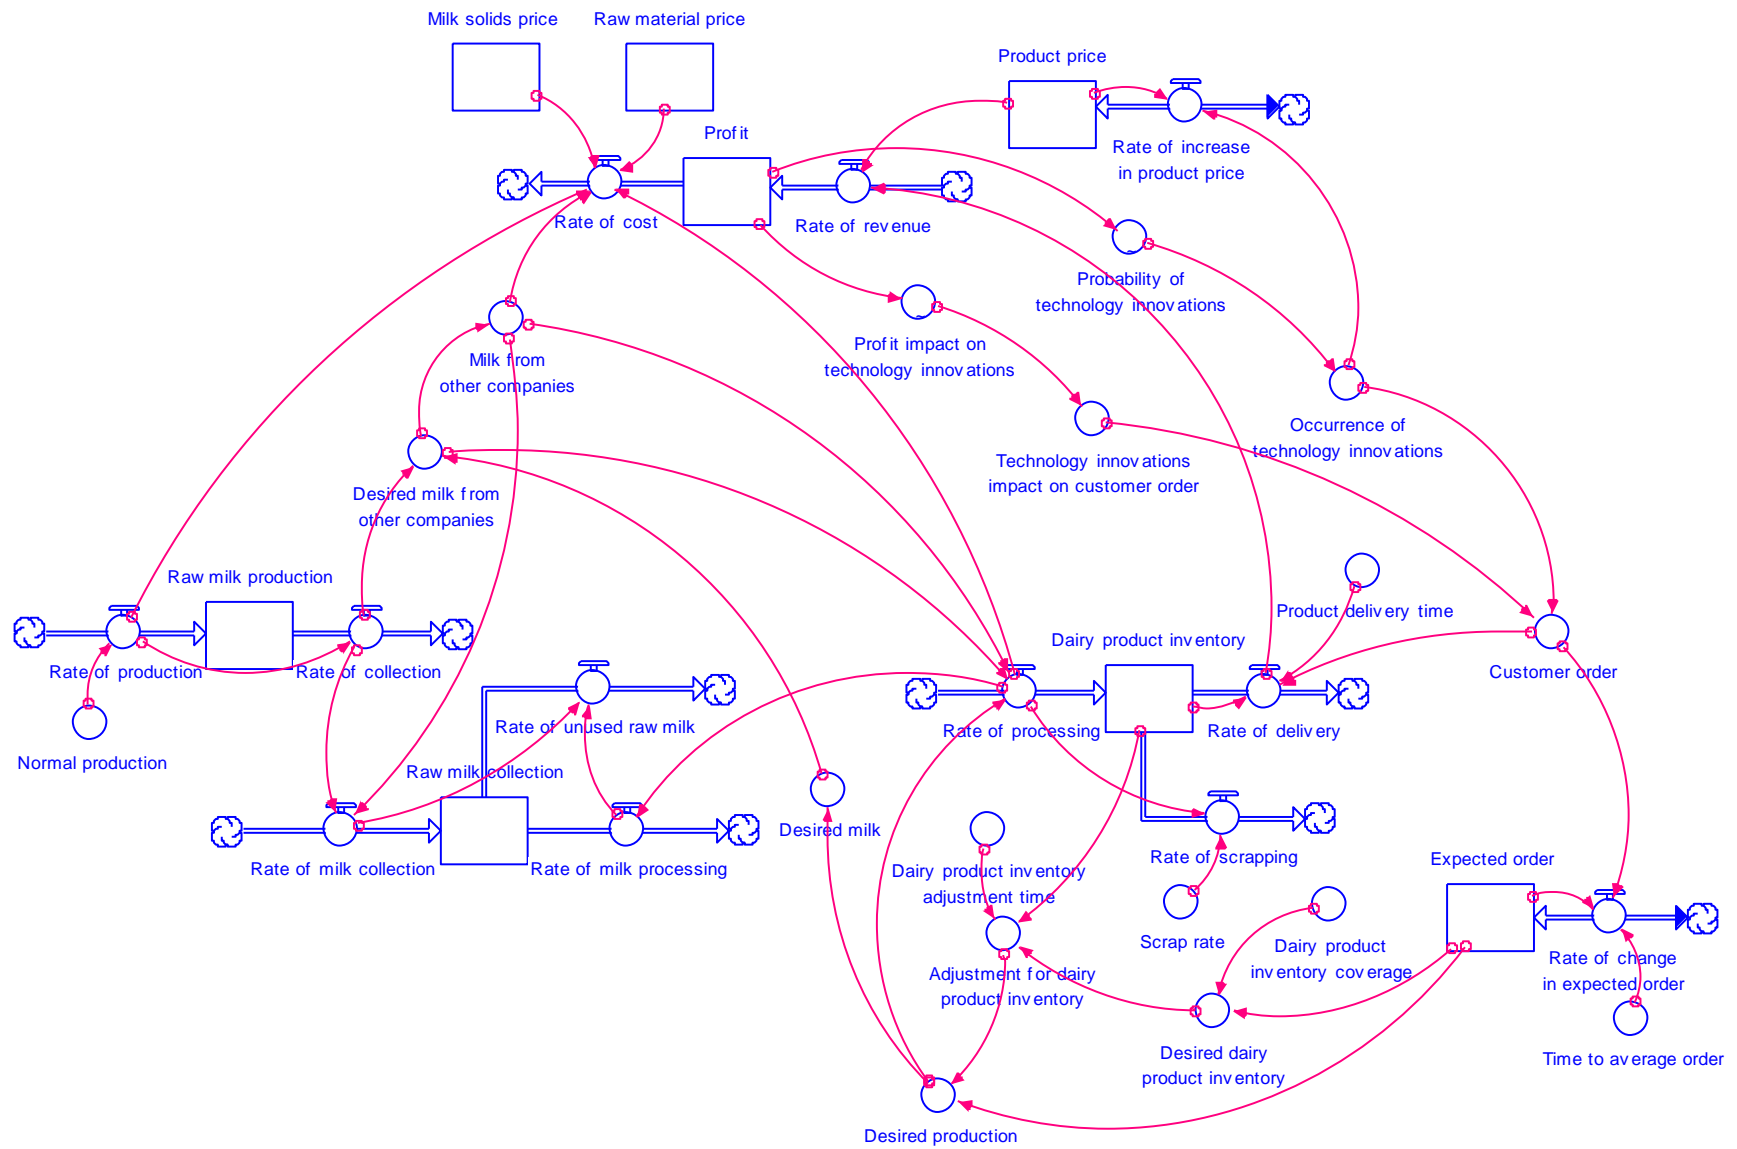 Milk solids price
Raw material price
Product price
Profit
Rate of increase
in product price
Rate of cost
Rate of revenue
Probability of
technology innovations
Profit impact on
technology innovations
Milk from
other companies
Occurrence of
technology innovations
Technology innovations
impact on customer order
Desired milk from
other companies
Raw milk production
Product delivery time
Dairy product inventory
Rate of production
Rate of collection
Customer order
Rate of unused raw milk
Rate of processing
Rate of delivery
Normal production
Raw milk collection
Desired milk
Rate of milk collection
Rate of milk processing
Dairy product inventory
adjustment time
Rate of scrapping
Expected order
Scrap rate
Dairy product
inventory coverage
Rate of change
in expected order
Adjustment for dairy
product inventory
Desired dairy
product inventory
Time to average order
Desired production